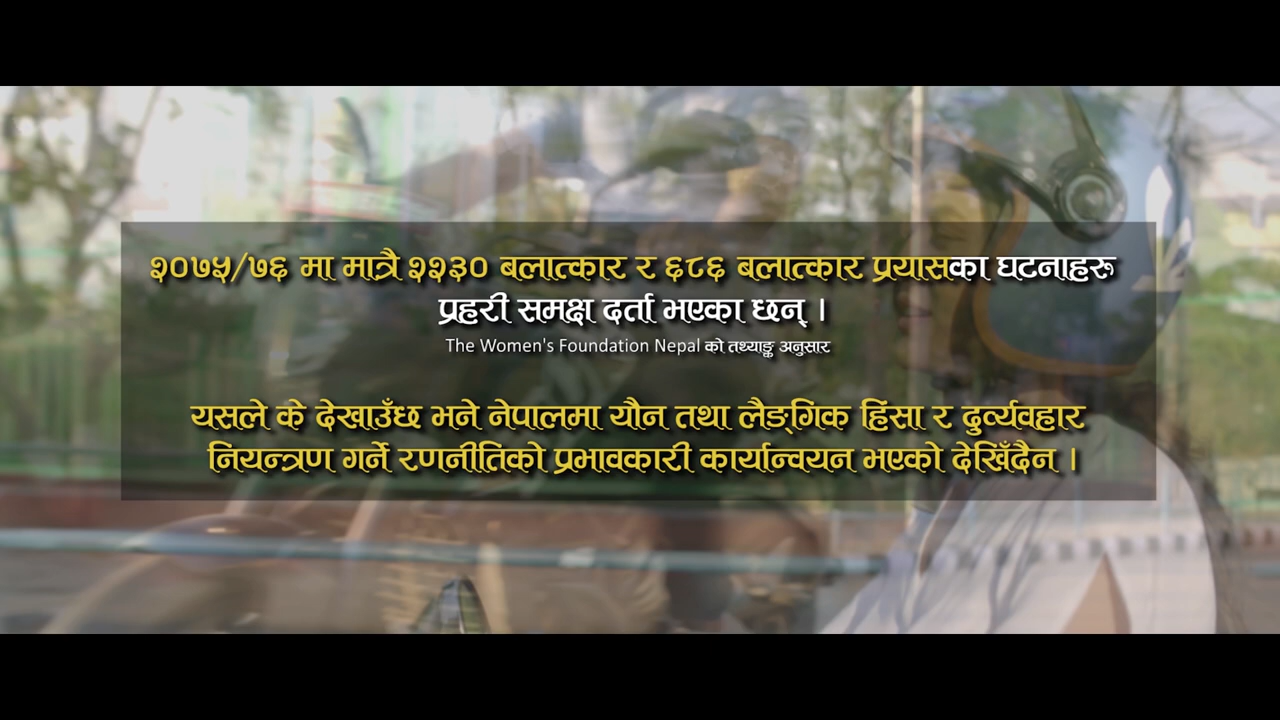 २०७५/७६ मा मात्रै २२३० बलात्कार र ६८६ बलात्कार प्रयासका घटनाहरु
प्रहरी समक्ष दर्ता भएका छन् ।
The Women's Foundation Nepal को तथ्याङ्क अनुसार
यसले के देखाउँछ भने नेपालमा यौन तथा लैङ्गिक हिंसा र दुर्व्यवहार
नियन्त्रण गर्ने रणनीतिको प्रभावकारी कार्यान्वयन भएको देखिँदैन ।